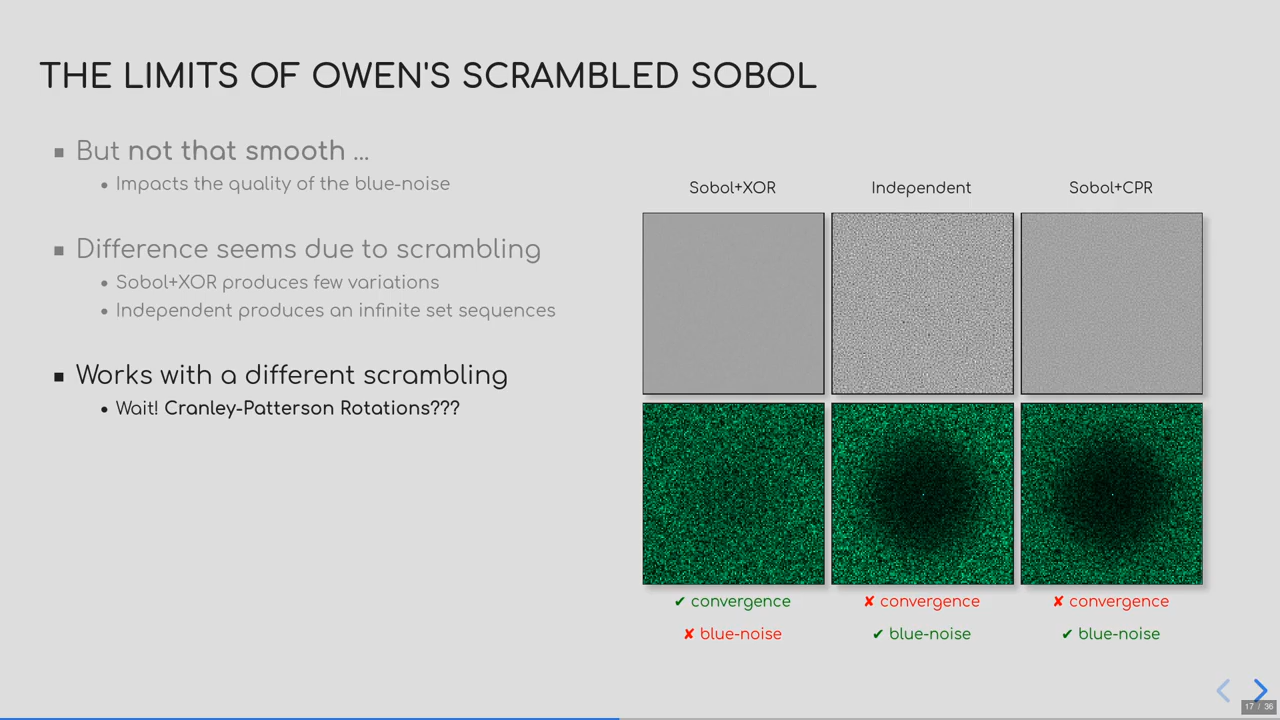 THE LIMITS OF OWEN'S SCRAMBLED SOBOL
But not that smooth ...
Impacts the quality of the blue-noise
Difference seems due to scrambling
Sobol+XOR produces few variations
Independent produces an infinite set sequences
Works with a different scrambling
Wait! Cranley-Patterson Rotations???
Sobol+XOR Independent Sobol+CPR
✔ convergence ✘ convergence ✘ convergence
✘ blue-noise ✔ blue-noise ✔ blue-noise
17 / 36